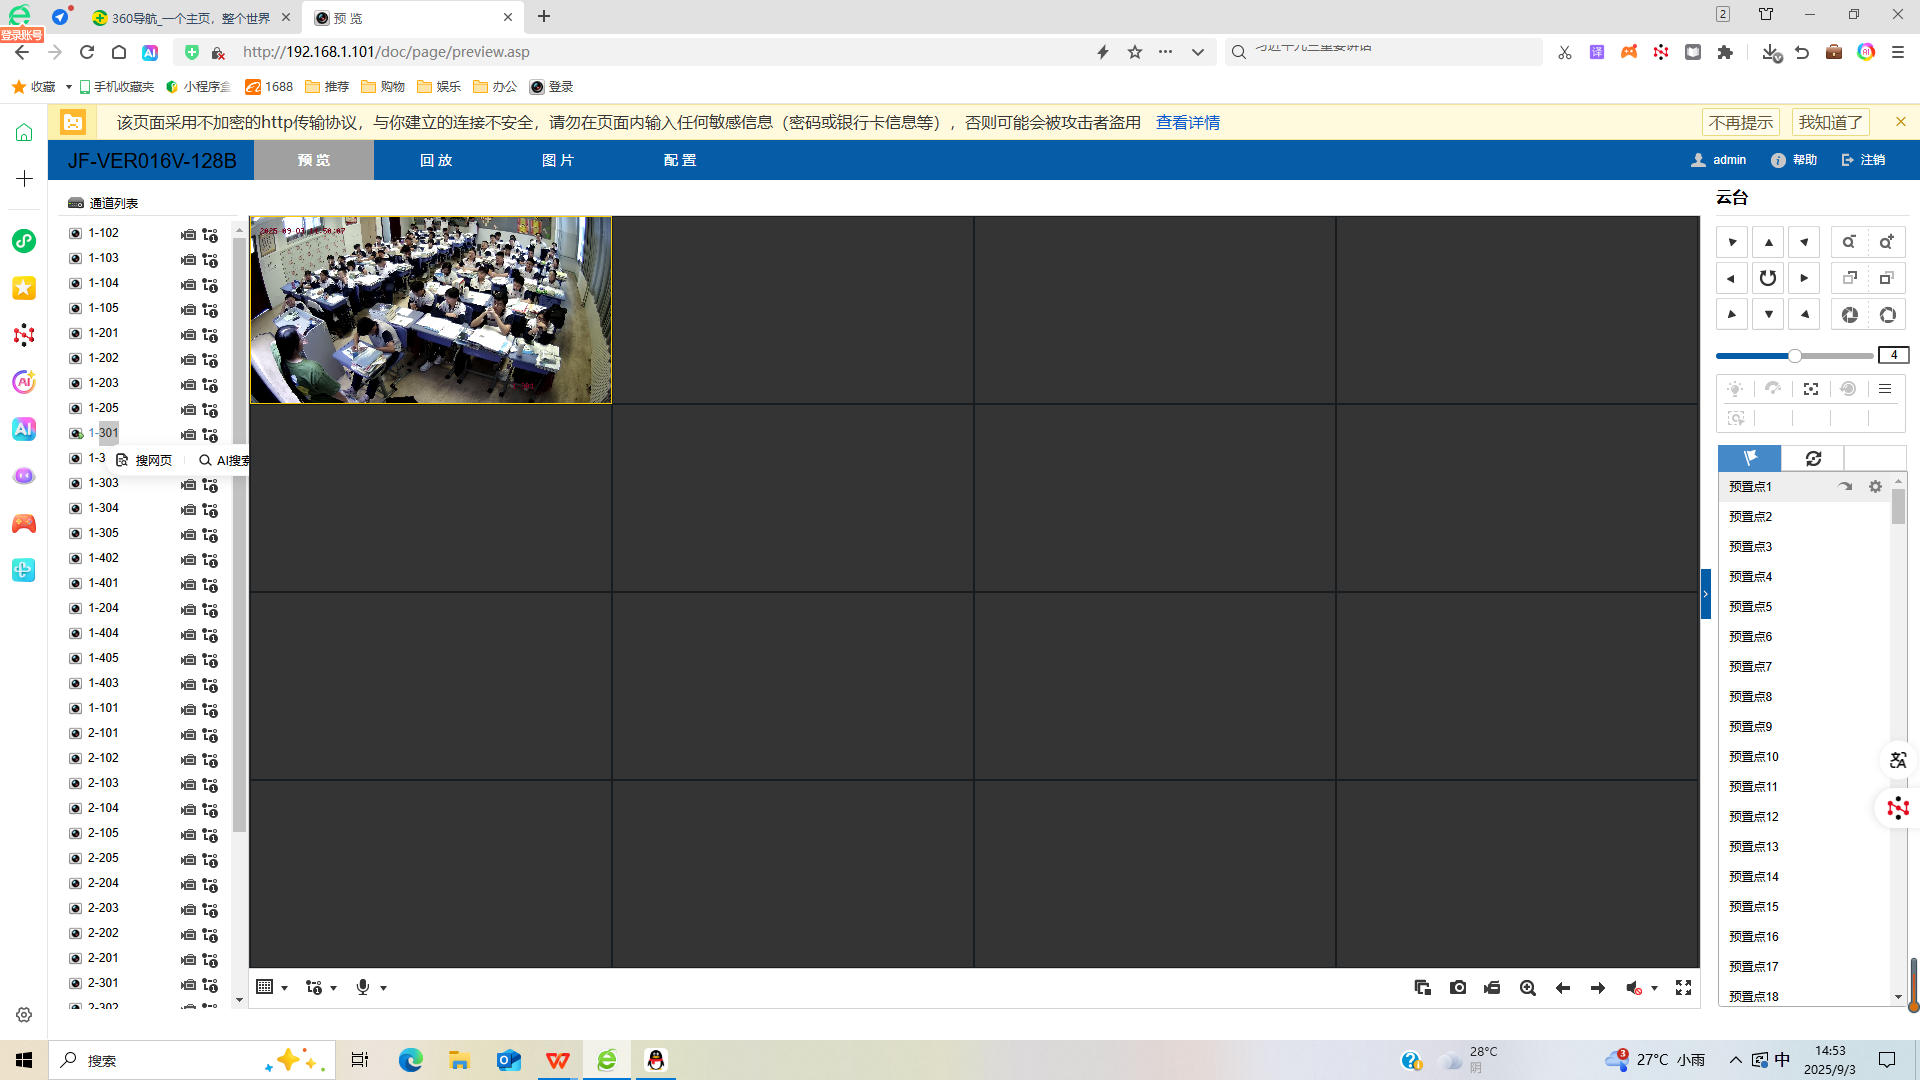 登录账号
360导航_一个主页，整个世界
预 览
2
http://192.168.1.101/doc/page/preview.asp
收藏
手机收藏夹
小程序盒
1688
推荐
购物
娱乐
办公
登录
该页面采用不加密的http传输协议，与你建立的连接不安全，请勿在页面内输入任何敏感信息（密码或银行卡信息等），否则可能会被攻击者盗用 查看详情
不再提示
我知道了
JF-VER016V-128B
预 览
回 放
图 片
配 置
admin
帮助
注销
通道列表
云台
1-102
1-103
1-104
1-105
1-201
1-202
1-203
1-205
1-301
1-3
搜网页
AI搜索
1-303
1-304
1-305
1-402
1-401
1-204
1-404
1-405
1-403
1-101
2-101
2-102
2-103
2-104
2-105
2-205
2-204
2-203
2-202
2-201
2-301
2-302
4
预置点1
预置点2
预置点3
预置点4
预置点5
预置点6
预置点7
预置点8
预置点9
预置点10
预置点11
预置点12
预置点13
预置点14
预置点15
预置点16
预置点17
预置点18
搜索
28°C
阴
3
27°C 小雨
中
14:53
2025/9/3